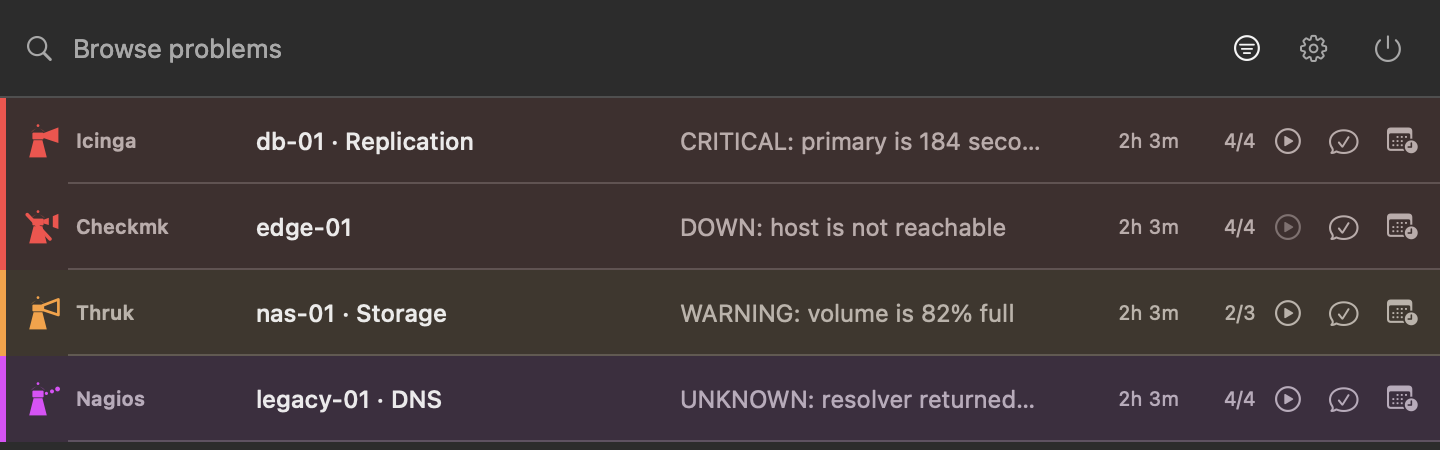 Browse problems
Icinga db-01 · Replication CRITICAL: primary is 184 seco... 2h 3m 4/4
Checkmk edge-01 DOWN: host is not reachable 2h 3m 4/4
Thruk nas-01 · Storage WARNING: volume is 82% full 2h 3m 2/3
Nagios legacy-01 · DNS UNKNOWN: resolver returned... 2h 3m 4/4